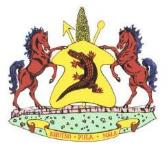 KHOTSO • PULA • NALA